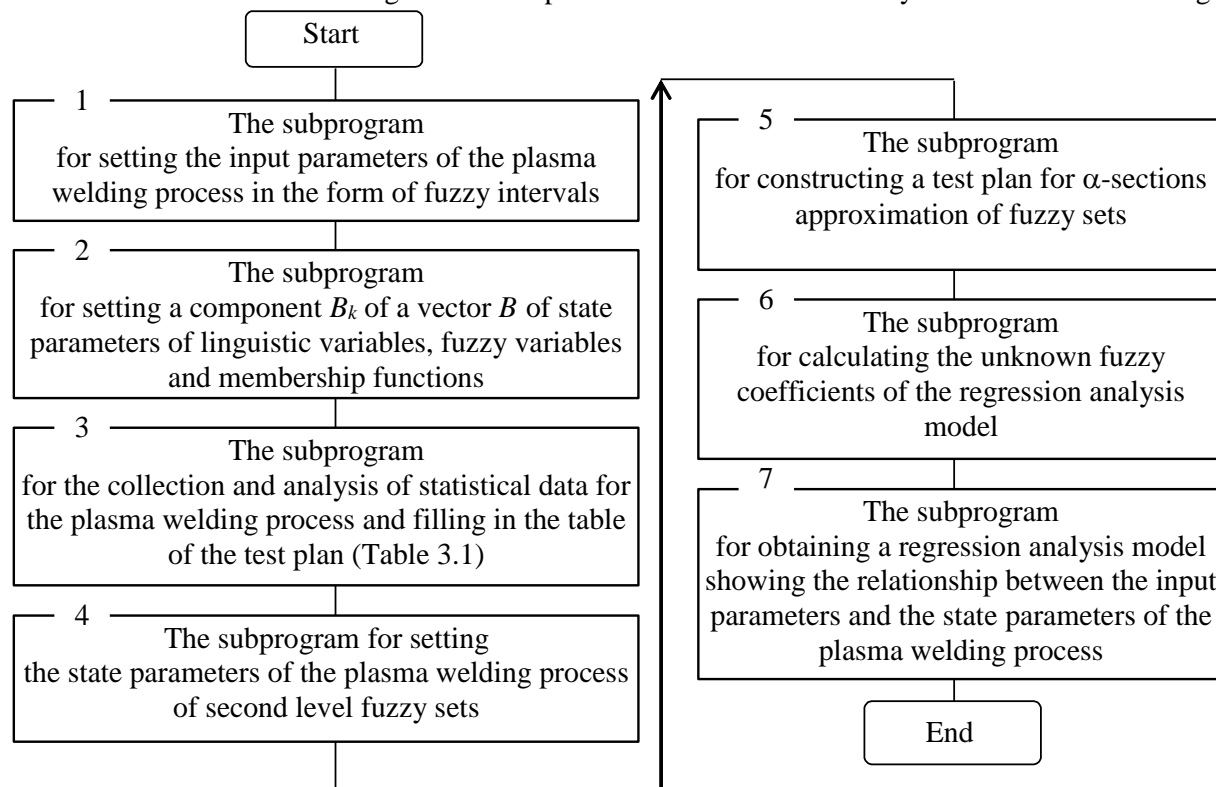 Start
1
The subprogram
for setting the input parameters of the plasma
welding process in the form of fuzzy intervals
2
The subprogram
for setting a component Bk of a vector B of state
parameters of linguistic variables, fuzzy variables
and membership functions
3
The subprogram
for the collection and analysis of statistical data for
the plasma welding process and filling in the table
of the test plan (Table 3.1)
4
The subprogram for setting
the state parameters of the plasma welding process
of second level fuzzy sets
5
The subprogram
for constructing a test plan for α-sections
approximation of fuzzy sets
6
The subprogram
for calculating the unknown fuzzy
coefficients of the regression analysis
model
7
The subprogram
for obtaining a regression analysis model
showing the relationship between the input
parameters and the state parameters of the
plasma welding process
End